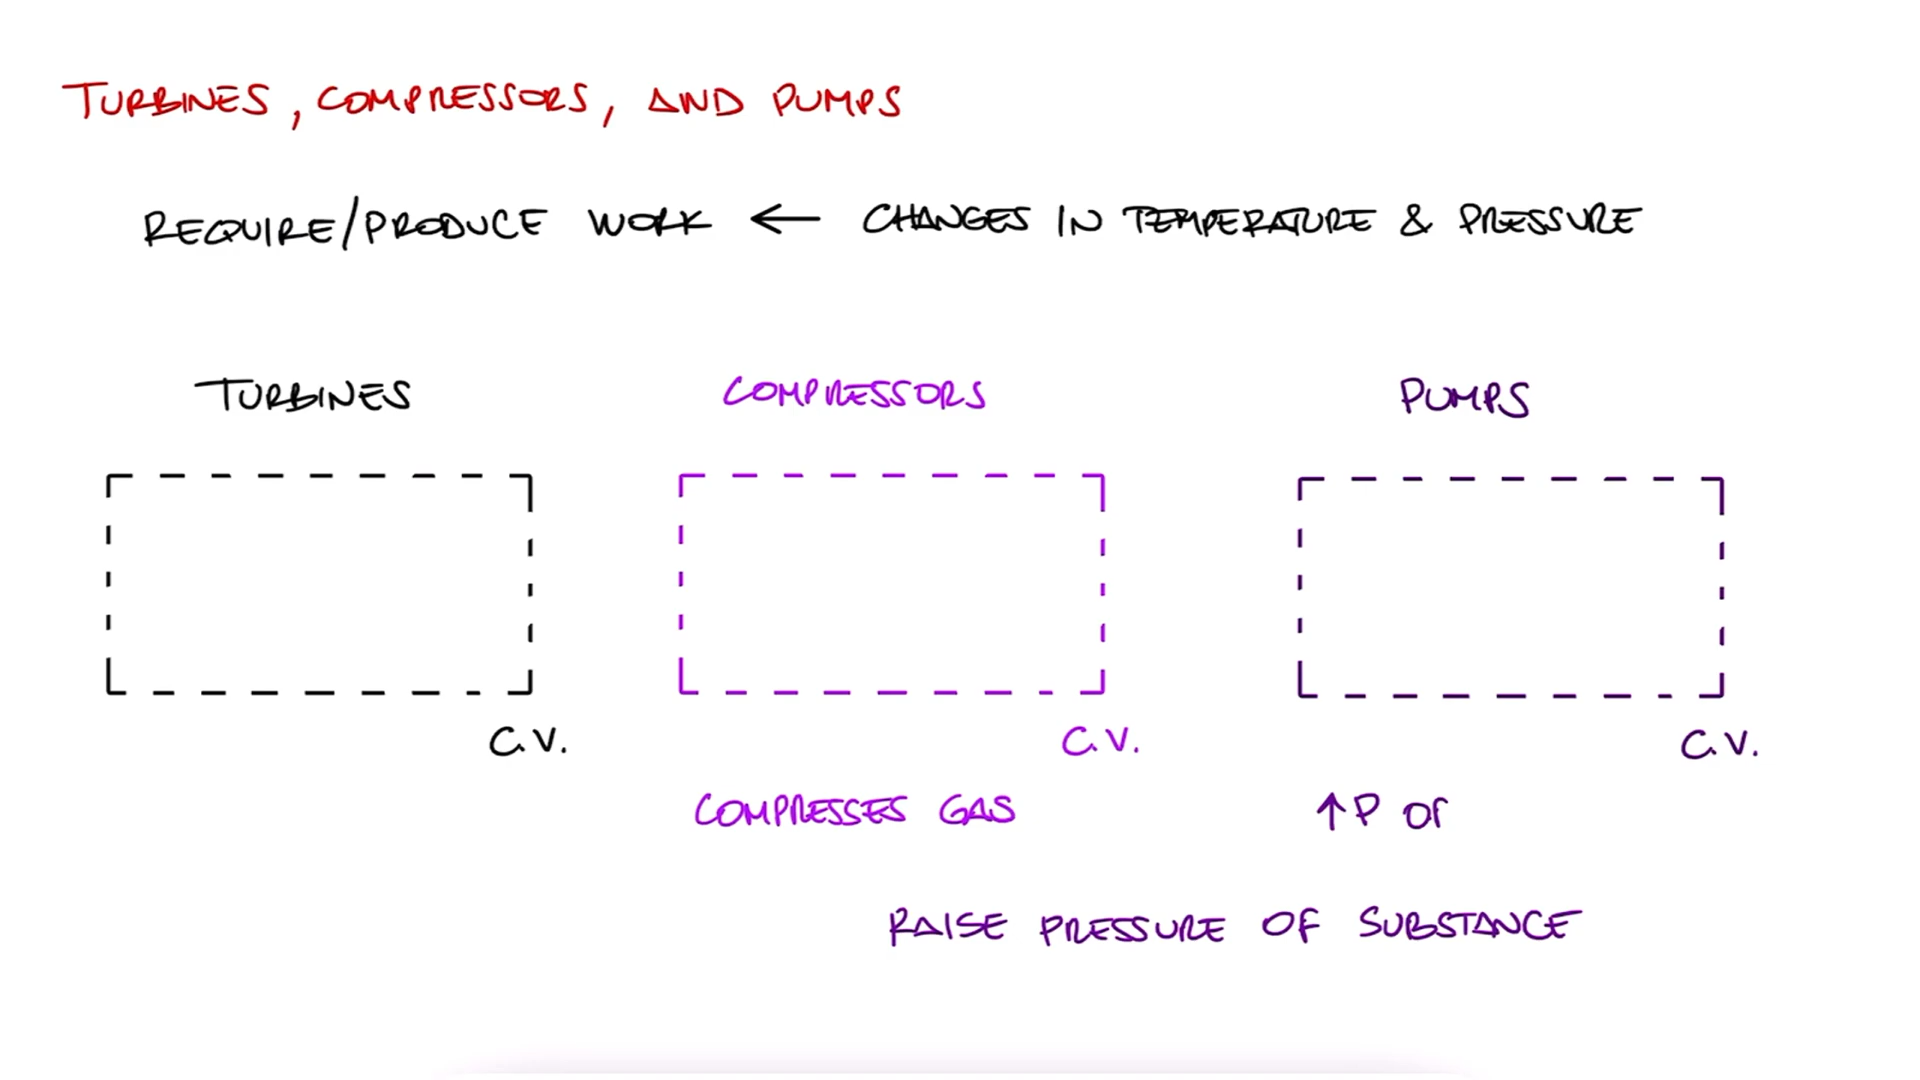 TURBINES, COMPRESSORS, AND PUMPS
REQUIRE/PRODUCE WORK ← CHANGES IN TEMPERATURE & PRESSURE
TURBINES COMPRESSORS PUMPS
C.V. C.V. C.V.
COMPRESSES GAS ↑P OF
RAISE PRESSURE OF SUBSTANCE